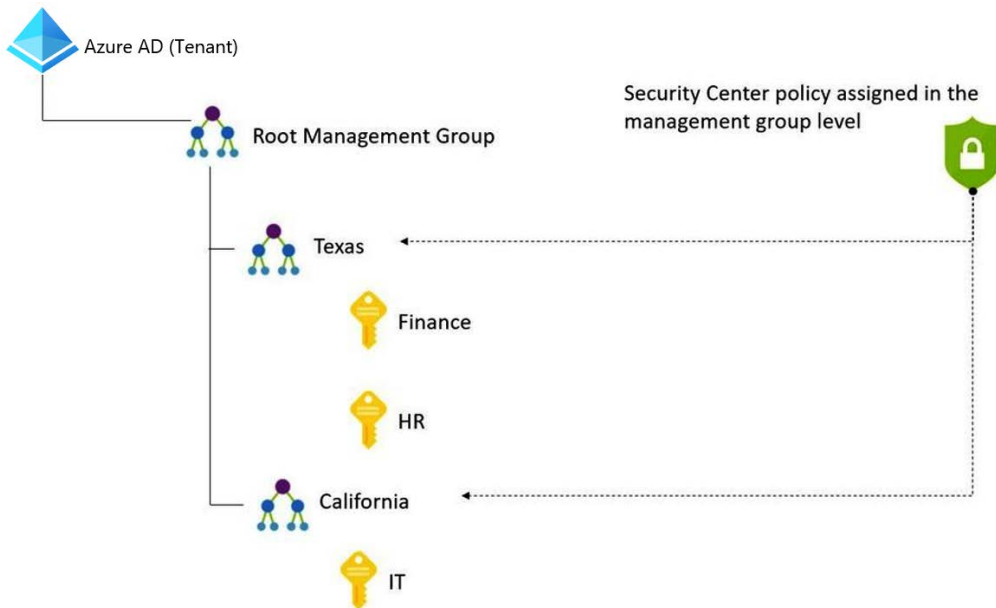 Azure AD (Tenant)
Security Center policy assigned in the
management group level
Root Management Group
Texas
Finance
HR
California
IT